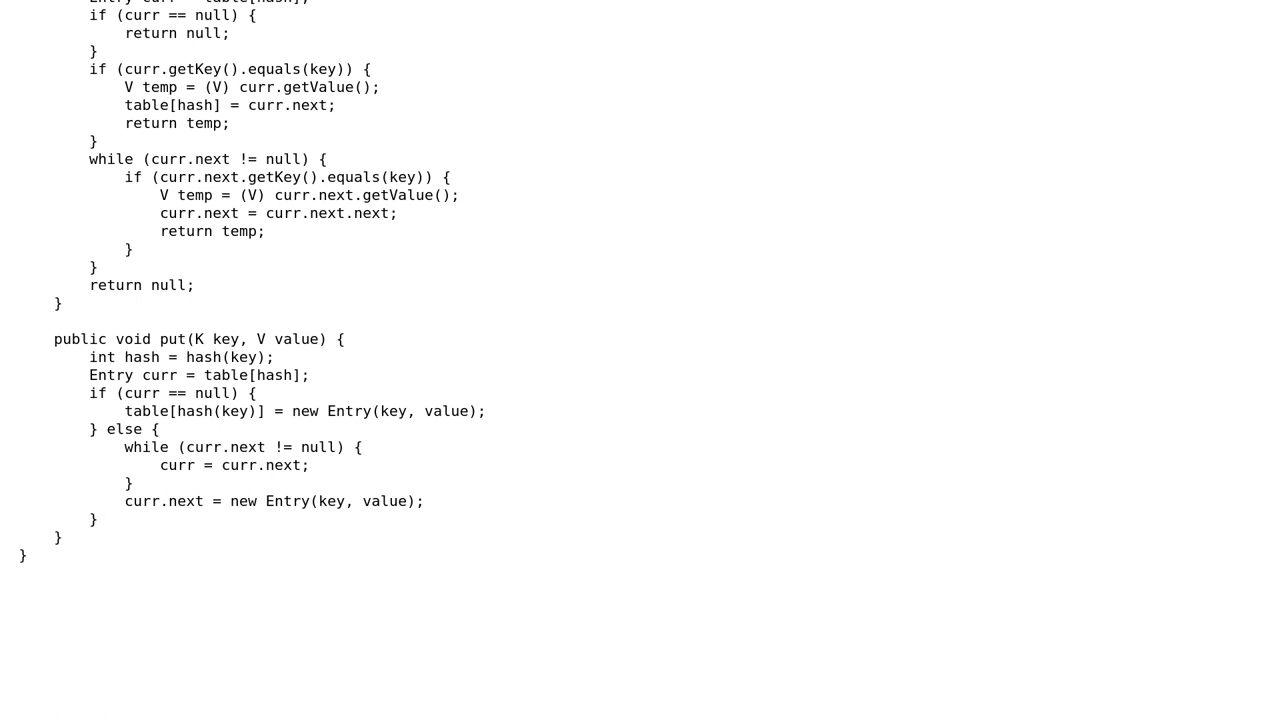 Entry curr = table[hash];
if (curr == null) {
return null;
}
if (curr.getKey().equals(key)) {
V temp = (V) curr.getValue();
table[hash] = curr.next;
return temp;
}
while (curr.next != null) {
if (curr.next.getKey().equals(key)) {
V temp = (V) curr.next.getValue();
curr.next = curr.next.next;
return temp;
}
}
return null;
}
public void put(K key, V value) {
int hash = hash(key);
Entry curr = table[hash];
if (curr == null) {
table[hash(key)] = new Entry(key, value);
} else {
while (curr.next != null) {
curr = curr.next;
}
curr.next = new Entry(key, value);
}
}
}